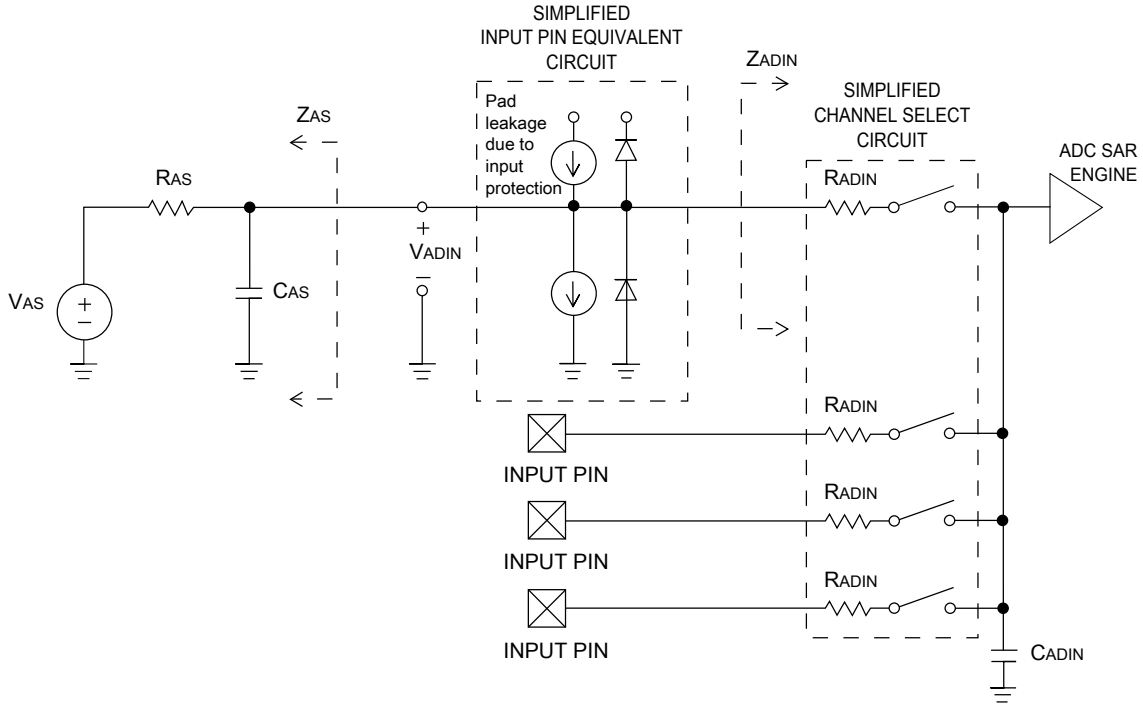 SIMPLIFIED
INPUT PIN EQUIVALENT
CIRCUIT
ZADIN
SIMPLIFIED
CHANNEL SELECT
CIRCUIT
Pad
leakage
due to
input
protection
ZAS
ADC SAR
ENGINE
RAS
RADIN
+
VADIN
–
CAS
VAS
+
–
RADIN
INPUT PIN
RADIN
INPUT PIN
RADIN
INPUT PIN
CADIN